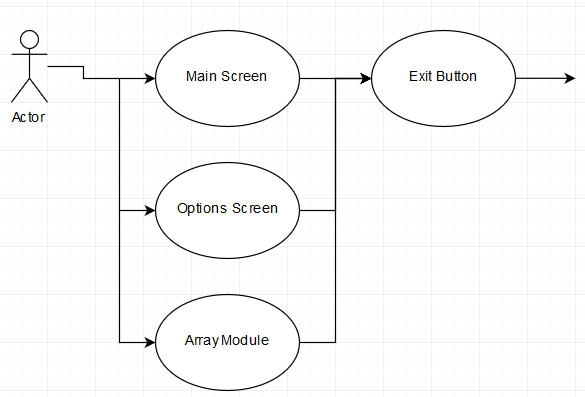 Main Screen
Exit Button
Actor
Options Screen
Array Module